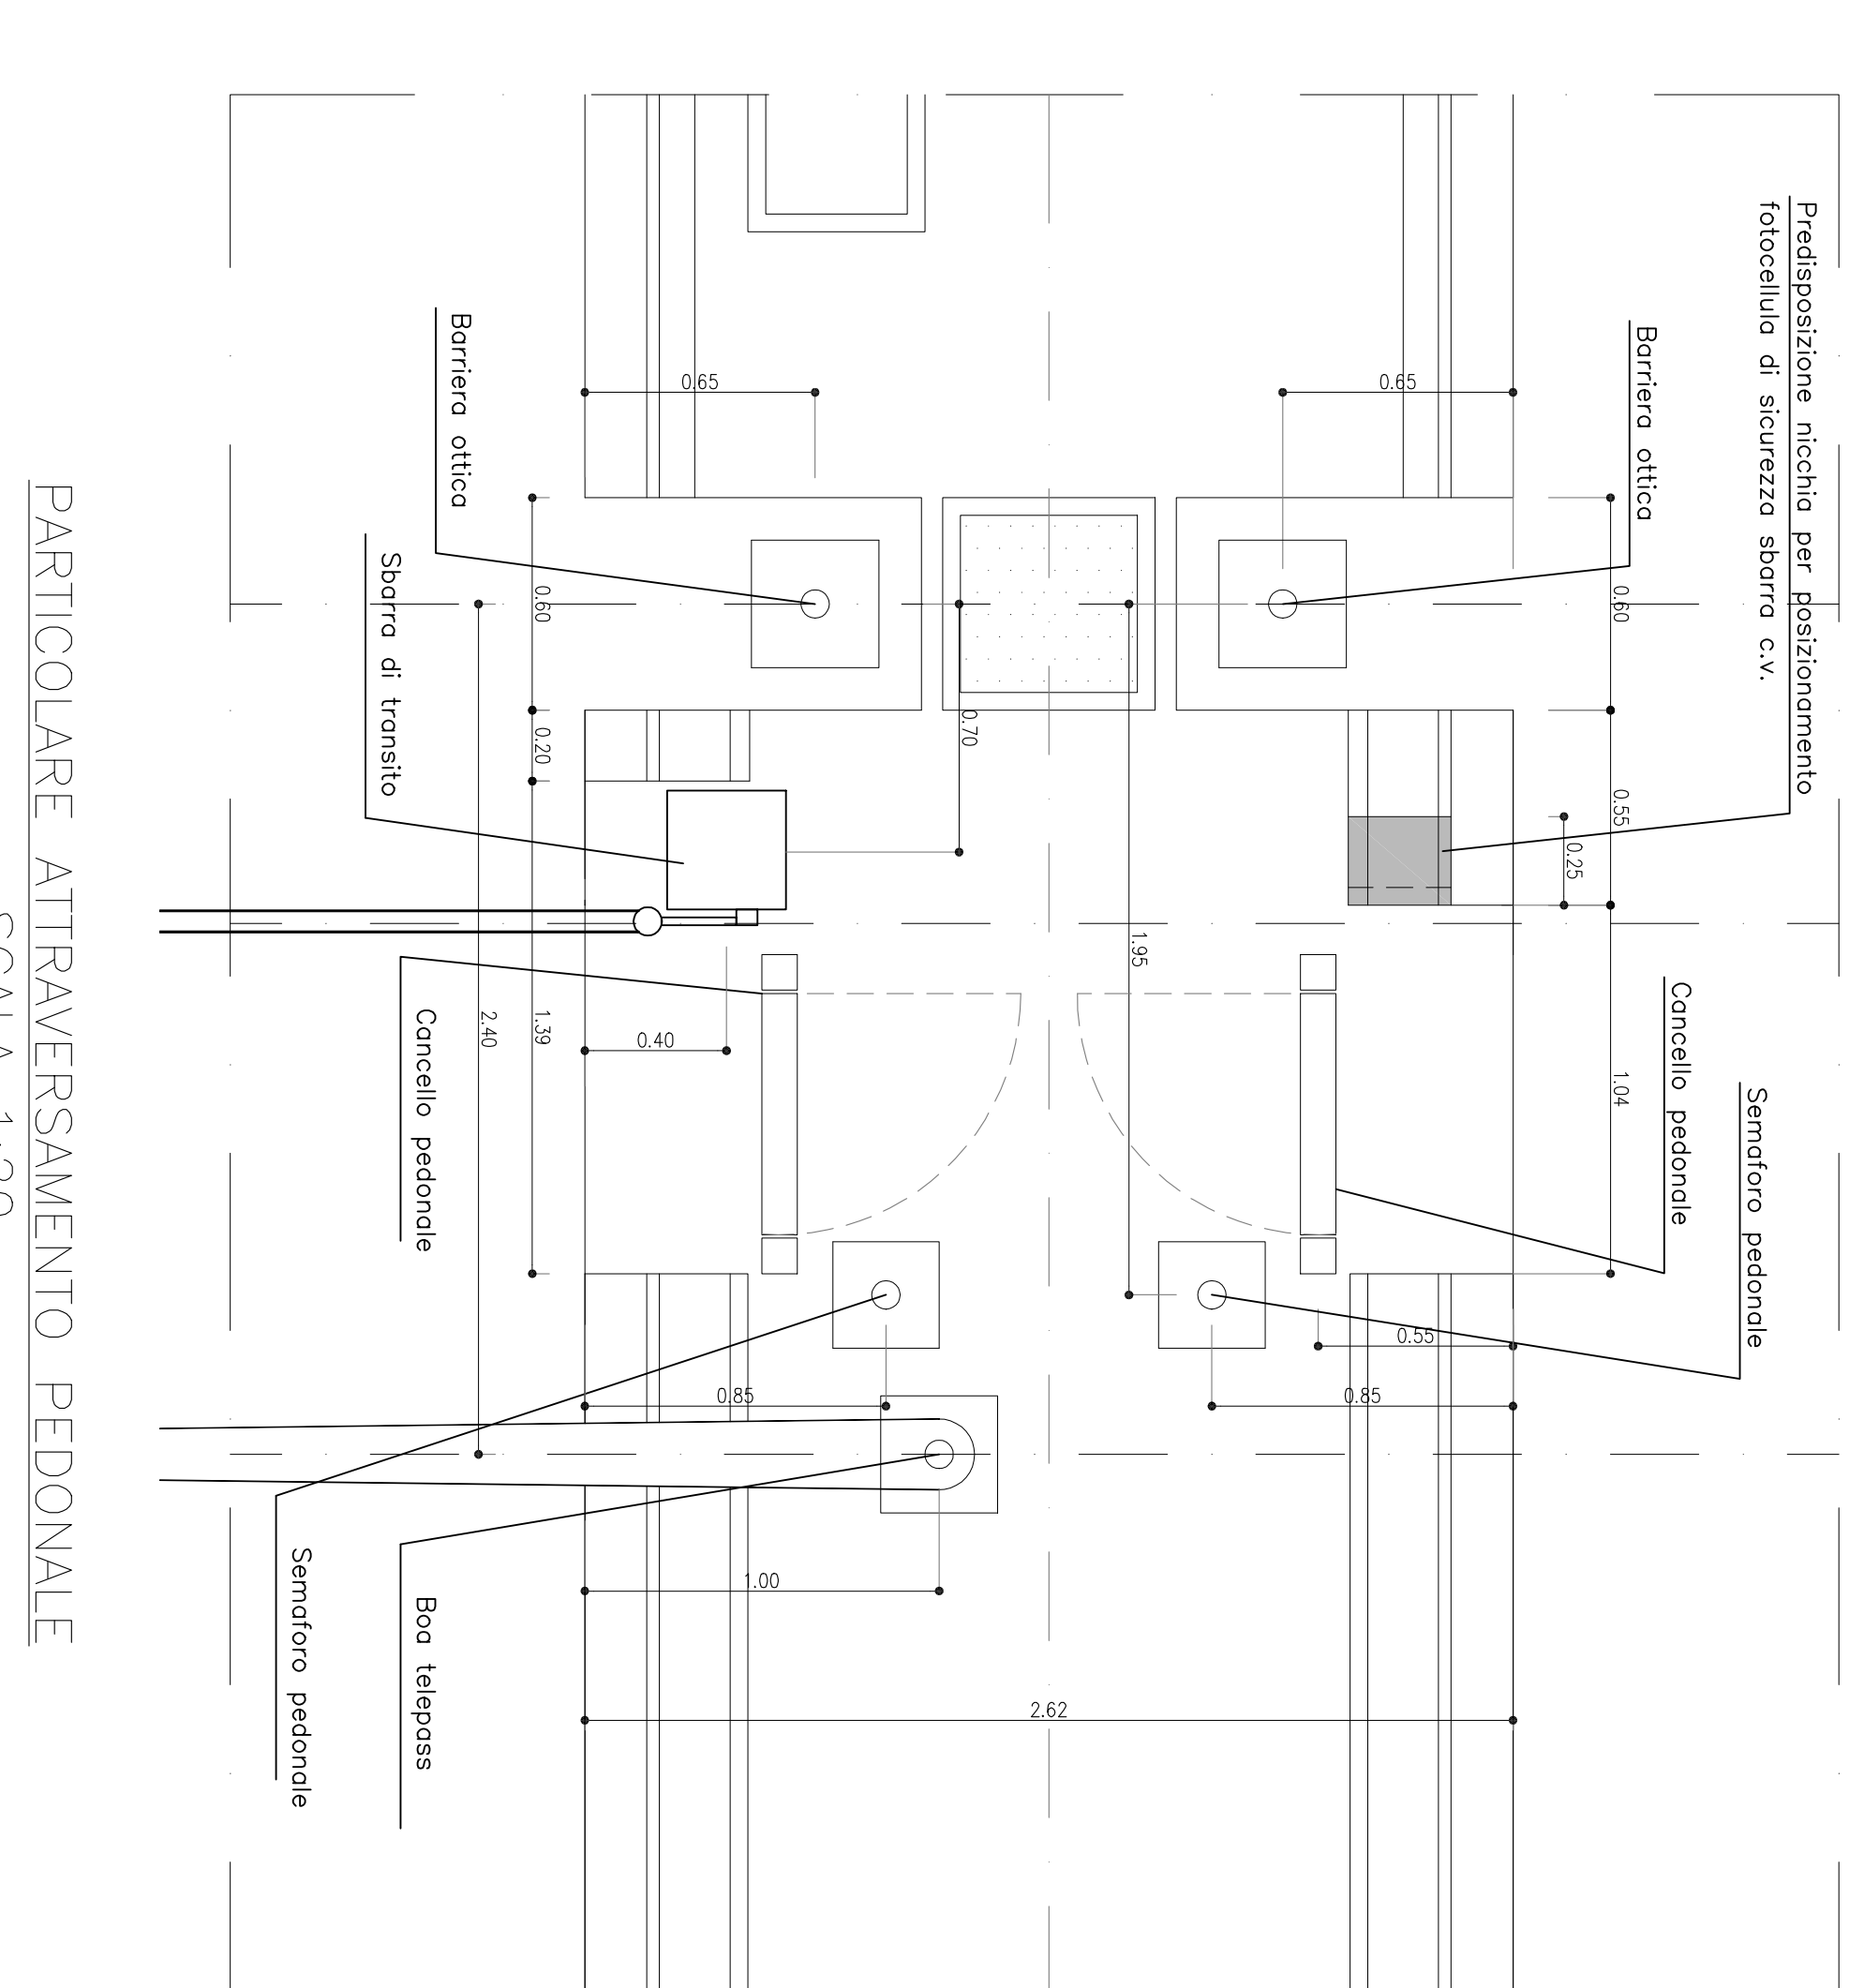 Predisposizione nicchia per posizionamento
fotocellula di sicurezza sbarra c.v.
Barriera ottica
Barriera ottica
Sbarra di transito
Cancello pedonale
Cancello pedonale
Semaforo pedonale
Semaforo pedonale
Boa telepass
0.65
0.65
0.60
0.60
0.20
0.70
0.55
0.25
1.95
1.39
2.40
0.40
1.04
0.55
0.85
0.85
1.00
2.62
PARTICOLARE ATTRAVERSAMENTO PEDONALE
SCALA 1:20